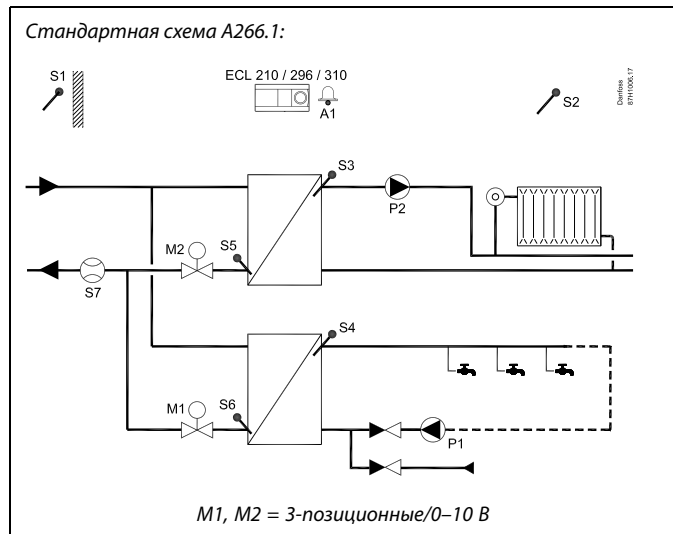 Стандартная схема A266.1:
S1
ECL 210 / 296 / 310
A1
S2
Danfoss
87H1006.17
S3
P2
M2
S5
S7
S4
M1
S6
P1
M1, M2 = 3-позиционные/0–10 В